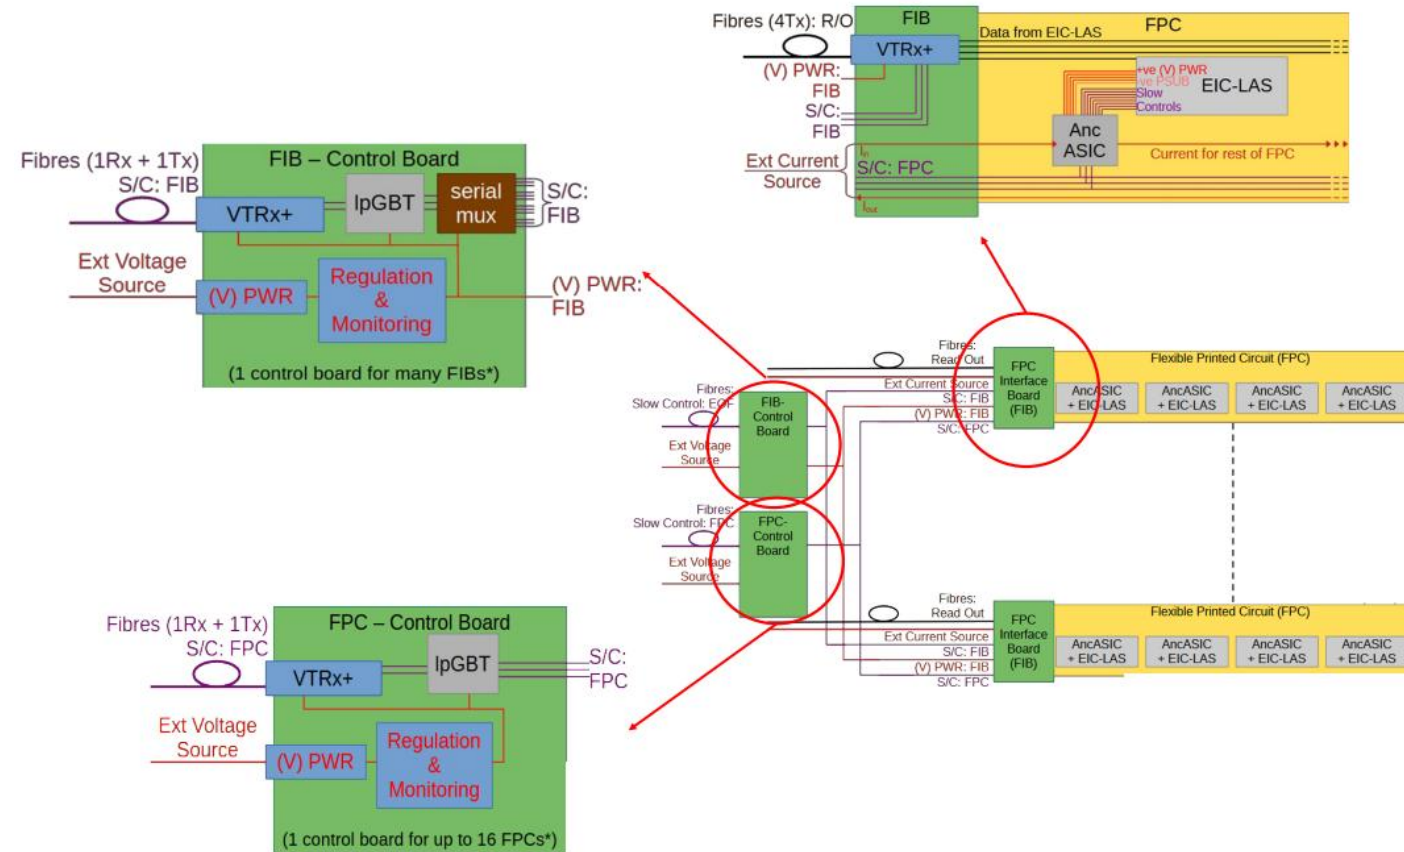 Fibres (4Tx): R/O
FIB
FPC
VTRx+
Data from EIC-LAS
(V) PWR:
FIB
S/C:
FIB
+ve (V) PWR
-ve PSUB
Slow
Controls
EIC-LAS
Anc
ASIC
Ext Current
Source
Iin
S/C: FPC
Current for rest of FPC
Iout
Fibres (1Rx + 1Tx)
S/C: FIB
FIB – Control Board
VTRx+
lpGBT
serial
mux
S/C:
FIB
Ext Voltage
Source
(V) PWR
Regulation
&
Monitoring
(V) PWR:
FIB
(1 control board for many FIBs*)
Fibres:
Read Out
Ext Current Source
S/C: FIB
(V) PWR: FIB
S/C: FPC
FPC
Interface
Board
(FIB)
Flexible Printed Circuit (FPC)
AncASIC
+ EIC-LAS
AncASIC
+ EIC-LAS
AncASIC
+ EIC-LAS
AncASIC
+ EIC-LAS
Fibres:
Slow Control: EOF
Ext Voltage
Source
FIB-
Control
Board
Fibres:
Slow Control: FPC
Ext Voltage
Source
FPC-
Control
Board
Fibres:
Read Out
Ext Current Source
S/C: FIB
(V) PWR: FIB
S/C: FPC
FPC
Interface
Board
(FIB)
Flexible Printed Circuit (FPC)
AncASIC
+ EIC-LAS
AncASIC
+ EIC-LAS
AncASIC
+ EIC-LAS
AncASIC
+ EIC-LAS
Fibres (1Rx + 1Tx)
S/C: FPC
FPC – Control Board
VTRx+
lpGBT
S/C:
FPC
Ext Voltage
Source
(V) PWR
Regulation
&
Monitoring
(1 control board for up to 16 FPCs*)